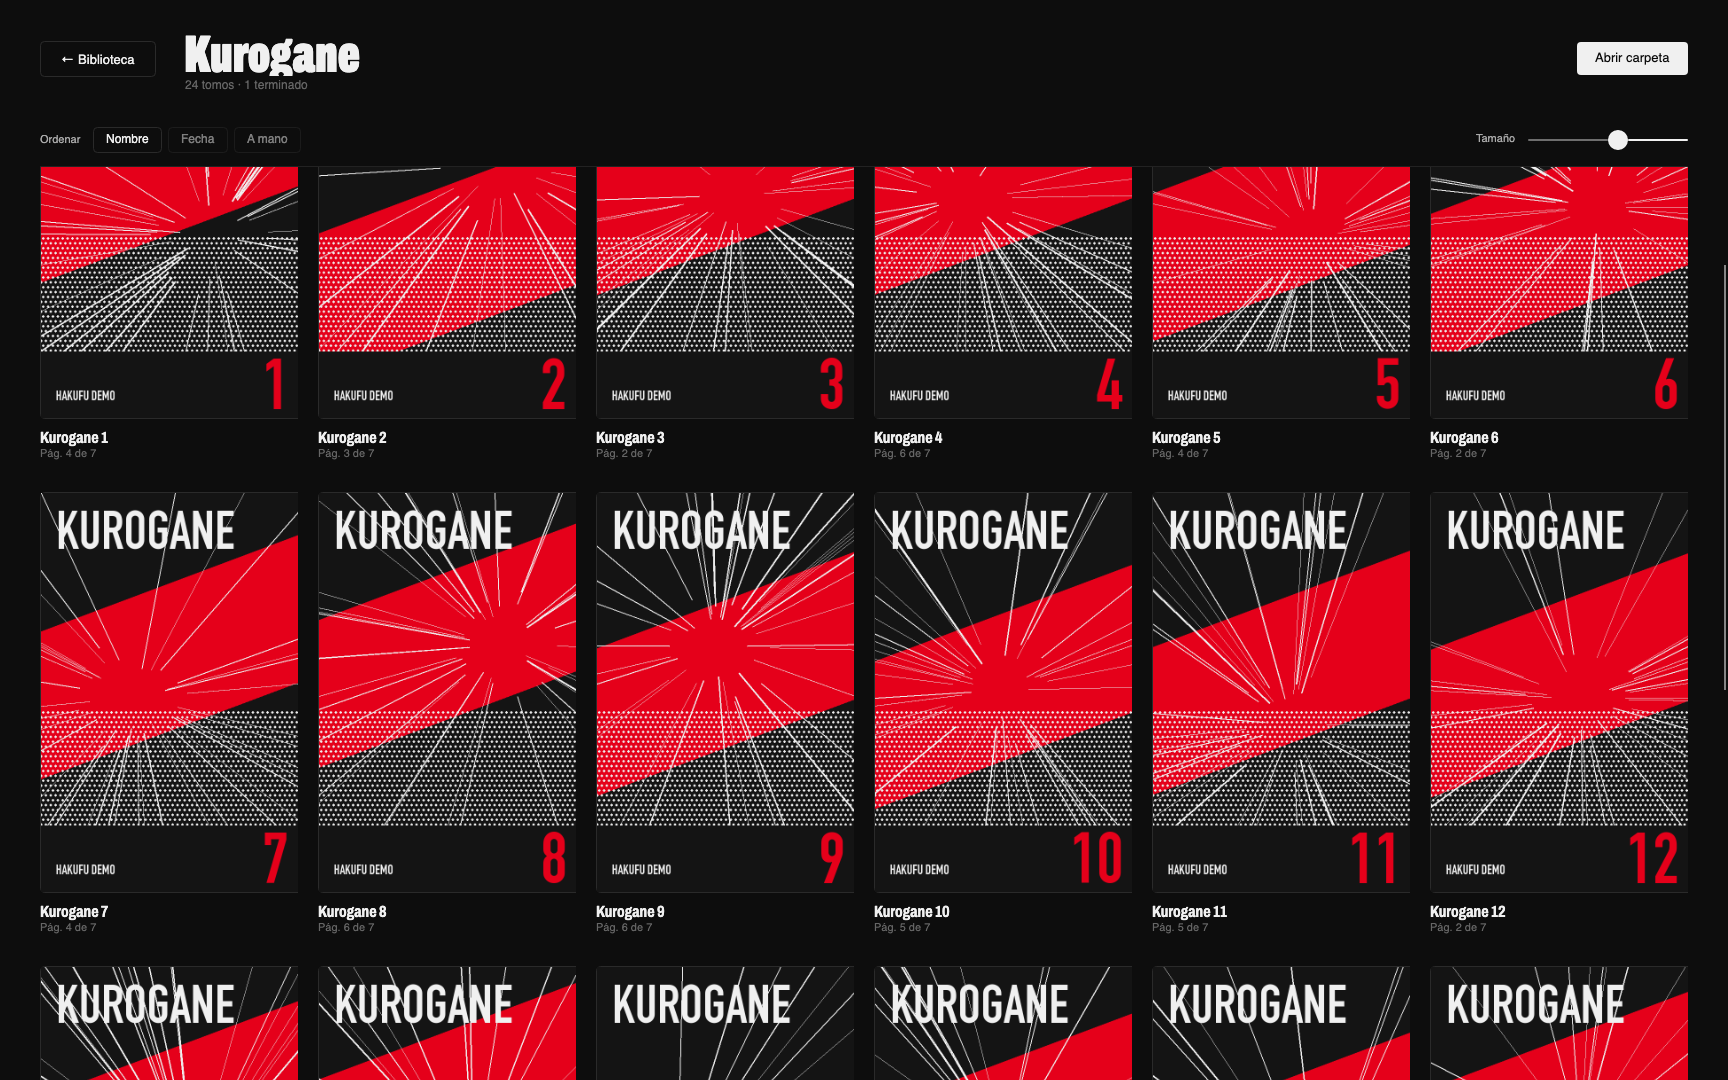 ← Biblioteca
Kurogane
24 tomos · 1 terminado
Abrir carpeta
Ordenar
Nombre
Fecha
A mano
Tamaño
HAKUFU DEMO
1
HAKUFU DEMO
2
HAKUFU DEMO
3
HAKUFU DEMO
4
HAKUFU DEMO
5
HAKUFU DEMO
6
Kurogane 1
Pág. 4 de 7
Kurogane 2
Pág. 3 de 7
Kurogane 3
Pág. 2 de 7
Kurogane 4
Pág. 6 de 7
Kurogane 5
Pág. 4 de 7
Kurogane 6
Pág. 2 de 7
KUROGANE
HAKUFU DEMO
7
KUROGANE
HAKUFU DEMO
8
KUROGANE
HAKUFU DEMO
9
KUROGANE
HAKUFU DEMO
10
KUROGANE
HAKUFU DEMO
11
KUROGANE
HAKUFU DEMO
12
Kurogane 7
Pág. 4 de 7
Kurogane 8
Pág. 6 de 7
Kurogane 9
Pág. 6 de 7
Kurogane 10
Pág. 5 de 7
Kurogane 11
Pág. 5 de 7
Kurogane 12
Pág. 2 de 7
KUROGANE
KUROGANE
KUROGANE
KUROGANE
KUROGANE
KUROGANE